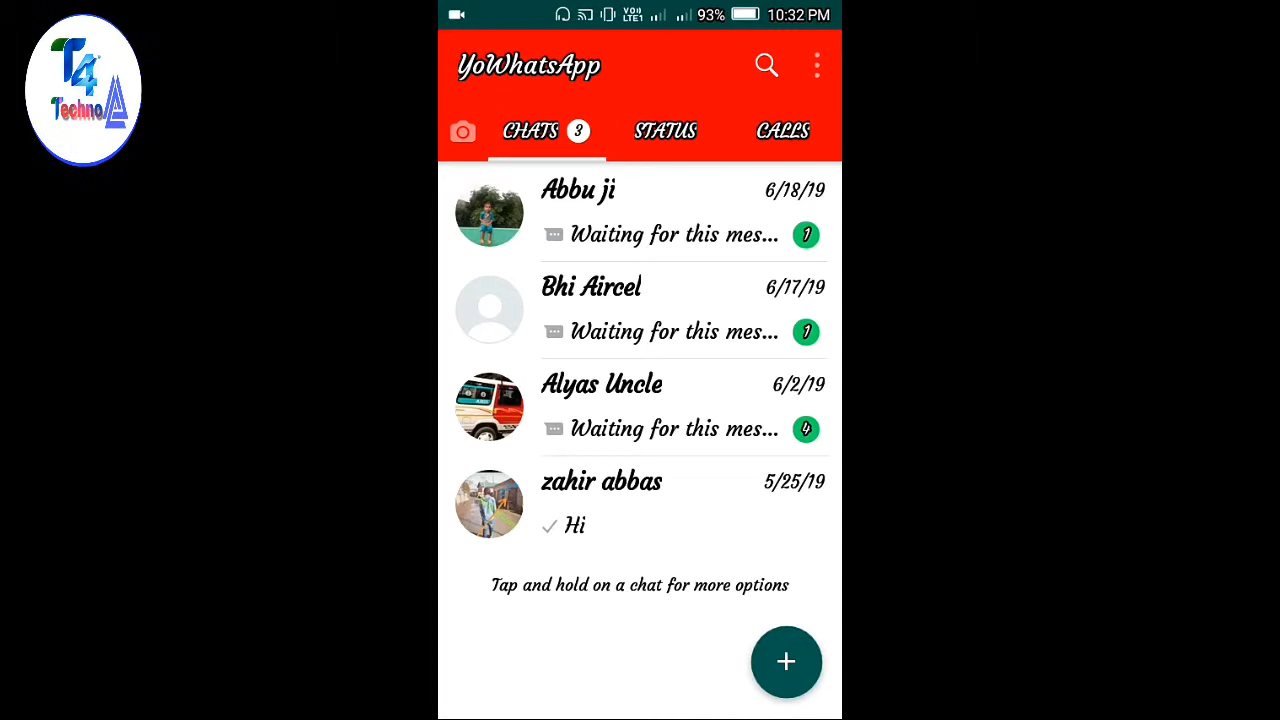 T4
TechnoA
VoLTE1 93% 10:32 PM
YoWhatsApp
CHATS 3 STATUS CALLS
Abbu ji 6/18/19
Waiting for this mes... 1
Bhi Aircel 6/17/19
Waiting for this mes... 1
Alyas Uncle 6/2/19
Waiting for this mes... 4
zahir abbas 5/25/19
Hi
Tap and hold on a chat for more options